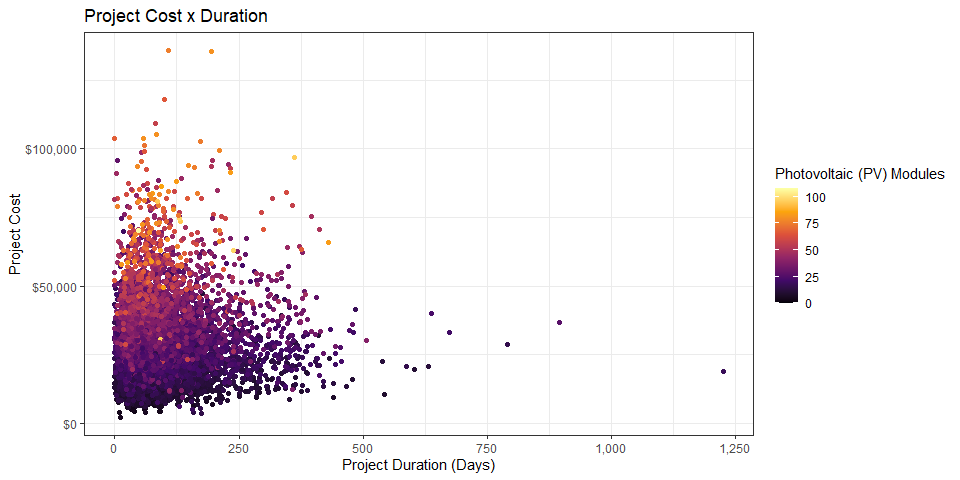 Project Cost x Duration
Project Cost
$100,000
$50,000
$0
0 250 500 750 1,000 1,250
Project Duration (Days)
Photovoltaic (PV) Modules
100
75
50
25
0